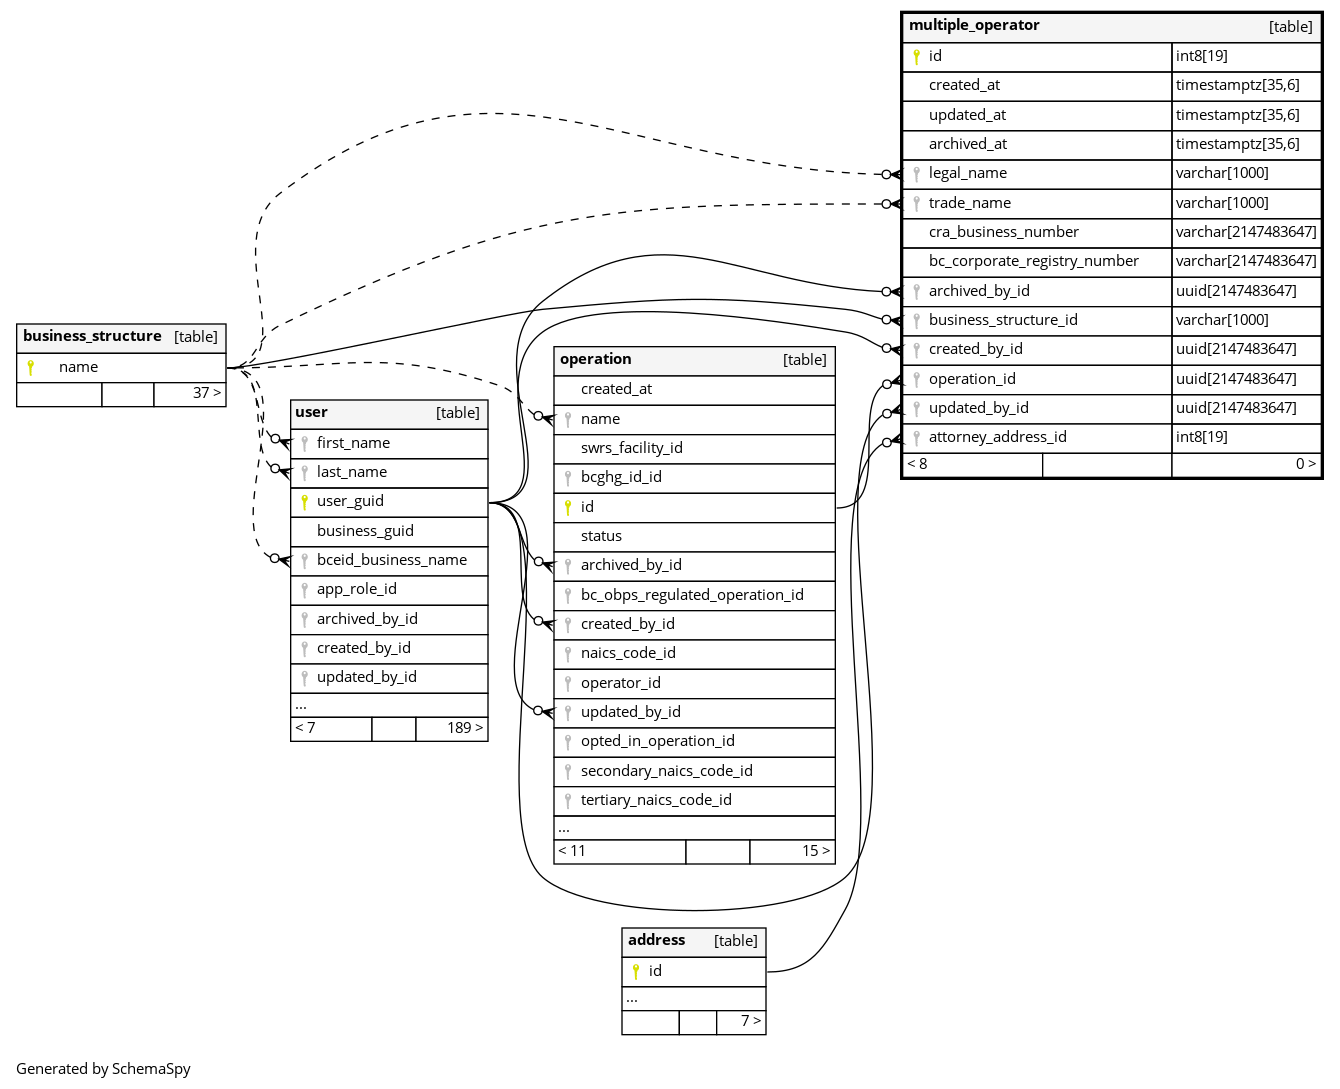 multiple_operator [table]
id int8[19]
created_at timestamptz[35,6]
updated_at timestamptz[35,6]
archived_at timestamptz[35,6]
legal_name varchar[1000]
trade_name varchar[1000]
cra_business_number varchar[2147483647]
bc_corporate_registry_number varchar[2147483647]
archived_by_id uuid[2147483647]
business_structure_id varchar[1000]
created_by_id uuid[2147483647]
operation_id uuid[2147483647]
updated_by_id uuid[2147483647]
attorney_address_id int8[19]
< 8 0 >
business_structure [table]
name
37 >
user [table]
first_name
last_name
user_guid
business_guid
bceid_business_name
app_role_id
archived_by_id
created_by_id
updated_by_id
...
< 7 189 >
operation [table]
created_at
name
swrs_facility_id
bcghg_id_id
id
status
archived_by_id
bc_obps_regulated_operation_id
created_by_id
naics_code_id
operator_id
updated_by_id
opted_in_operation_id
secondary_naics_code_id
tertiary_naics_code_id
...
< 11 15 >
address [table]
id
...
7 >
Generated by SchemaSpy